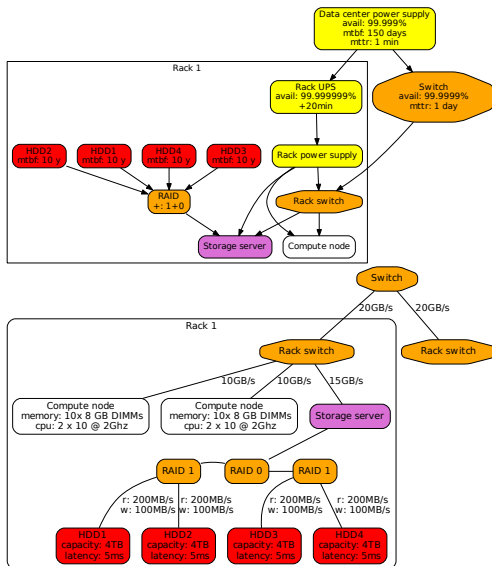 Data center power supply
avail: 99.999%
mtbf: 150 days
mttr: 1 min
Rack 1
Rack UPS
avail: 99.999999%
+20min
Switch
avail: 99.9999%
mttr: 1 day
HDD2
mtbf: 10 y
HDD1
mtbf: 10 y
HDD4
mtbf: 10 y
HDD3
mtbf: 10 y
Rack power supply
RAID
+: 1+0
Rack switch
Storage server
Compute node
Switch
20GB/s
20GB/s
Rack 1
Rack switch
Rack switch
10GB/s
10GB/s
15GB/s
Compute node
memory: 10x 8 GB DIMMs
cpu: 2 x 10 @ 2Ghz
Compute node
memory: 10x 8 GB DIMMs
cpu: 2 x 10 @ 2Ghz
Storage server
RAID 1
RAID 0
RAID 1
r: 200MB/s
w: 100MB/s
r: 200MB/s
w: 100MB/s
r: 200MB/s
w: 100MB/s
r: 200MB/s
w: 100MB/s
HDD1
capacity: 4TB
latency: 5ms
HDD2
capacity: 4TB
latency: 5ms
HDD3
capacity: 4TB
latency: 5ms
HDD4
capacity: 4TB
latency: 5ms